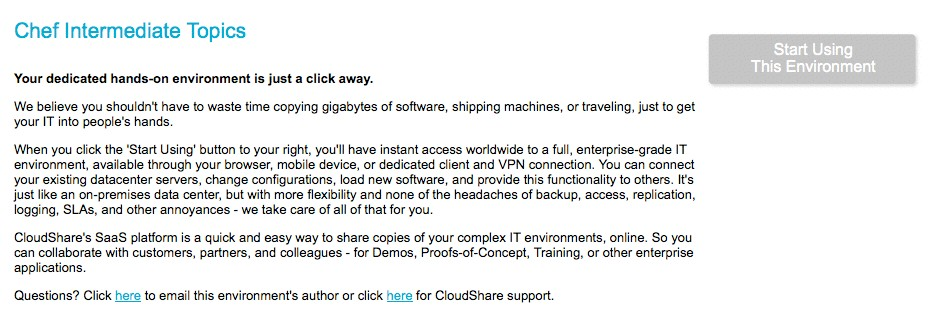 Chef Intermediate Topics
Start Using
This Environment
Your dedicated hands-on environment is just a click away.
We believe you shouldn't have to waste time copying gigabytes of software, shipping machines, or traveling, just to get
your IT into people's hands.
When you click the 'Start Using' button to your right, you'll have instant access worldwide to a full, enterprise-grade IT
environment, available through your browser, mobile device, or dedicated client and VPN connection. You can connect
your existing datacenter servers, change configurations, load new software, and provide this functionality to others. It's
just like an on-premises data center, but with more flexibility and none of the headaches of backup, access, replication,
logging, SLAs, and other annoyances - we take care of all of that for you.
CloudShare's SaaS platform is a quick and easy way to share copies of your complex IT environments, online. So you
can collaborate with customers, partners, and colleagues - for Demos, Proofs-of-Concept, Training, or other enterprise
applications.
Questions? Click here to email this environment's author or click here for CloudShare support.